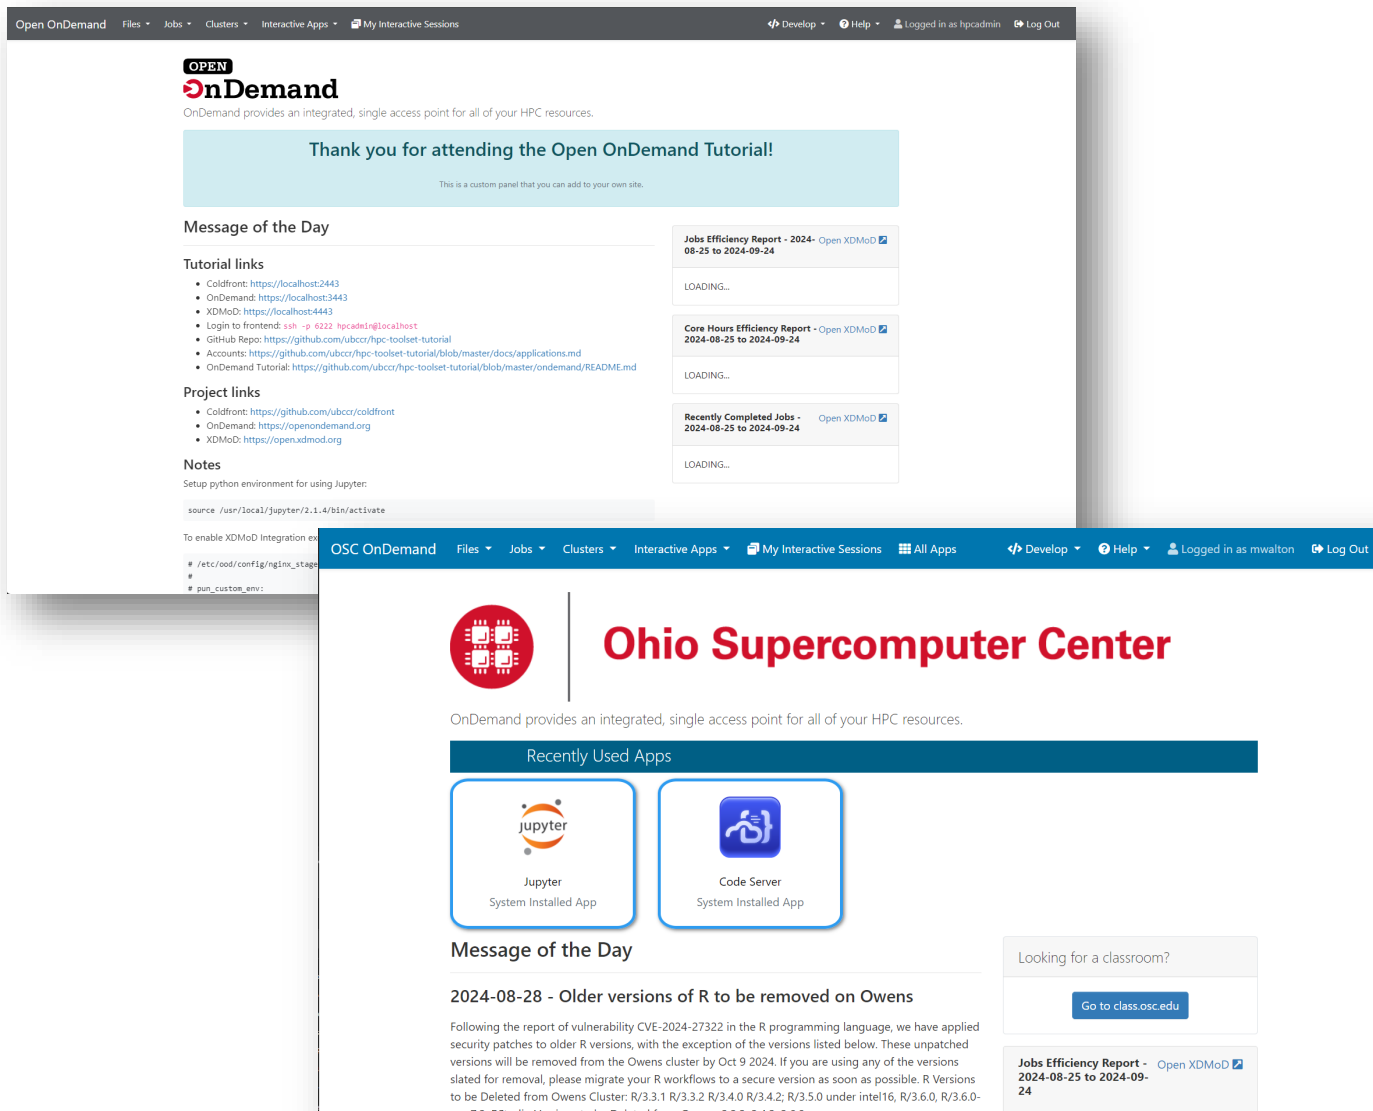 Open OnDemand Files Jobs Clusters Interactive Apps My Interactive Sessions Develop Help Logged in as hpcadmin Log Out
OPEN
OnDemand
OnDemand provides an integrated, single access point for all of your HPC resources.
Thank you for attending the Open OnDemand Tutorial!
This is a custom panel that you can add to your own site.
Message of the Day
Tutorial links
• Coldfront: https://localhost:2443
• OnDemand: https://localhost:3443
• XDMoD: https://localhost:4443
• Login to frontend: ssh -p 6222 hpcadmin@localhost
• GitHub Repo: https://github.com/ubccr/hpc-toolset-tutorial
• Accounts: https://github.com/ubccr/hpc-toolset-tutorial/blob/master/docs/applications.md
• OnDemand Tutorial: https://github.com/ubccr/hpc-toolset-tutorial/blob/master/ondemand/README.md
Project links
• Coldfront: https://github.com/ubccr/coldfront
• OnDemand: https://openondemand.org
• XDMoD: https://open.xdmod.org
Notes
Setup python environment for using Jupyter:
source /usr/local/jupyter/2.1.4/bin/activate
To enable XDMoD Integration ex
# /etc/ood/config/nginx_stage
#
# pun_custom_env:
Jobs Efficiency Report - 2024- Open XDMoD
08-25 to 2024-09-24
LOADING...
Core Hours Efficiency Report - Open XDMoD
2024-08-25 to 2024-09-24
LOADING...
Recently Completed Jobs - Open XDMoD
2024-08-25 to 2024-09-24
LOADING...
OSC OnDemand Files Jobs Clusters Interactive Apps My Interactive Sessions All Apps Develop Help Logged in as mwalton Log Out
Ohio Supercomputer Center
OnDemand provides an integrated, single access point for all of your HPC resources.
Recently Used Apps
jupyter
Jupyter
System Installed App
Code Server
System Installed App
Message of the Day
2024-08-28 - Older versions of R to be removed on Owens
Following the report of vulnerability CVE-2024-27322 in the R programming language, we have applied
security patches to older R versions, with the exception of the versions listed below. These unpatched
versions will be removed from the Owens cluster by Oct 9 2024. If you are using any of the versions
slated for removal, please migrate your R workflows to a secure version as soon as possible. R Versions
to be Deleted from Owens Cluster: R/3.3.1 R/3.3.2 R/3.4.0 R/3.4.2; R/3.5.0 under intel16, R/3.6.0, R/3.6.0-
Looking for a classroom?
Go to class.osc.edu
Jobs Efficiency Report - Open XDMoD
2024-08-25 to 2024-09-
24